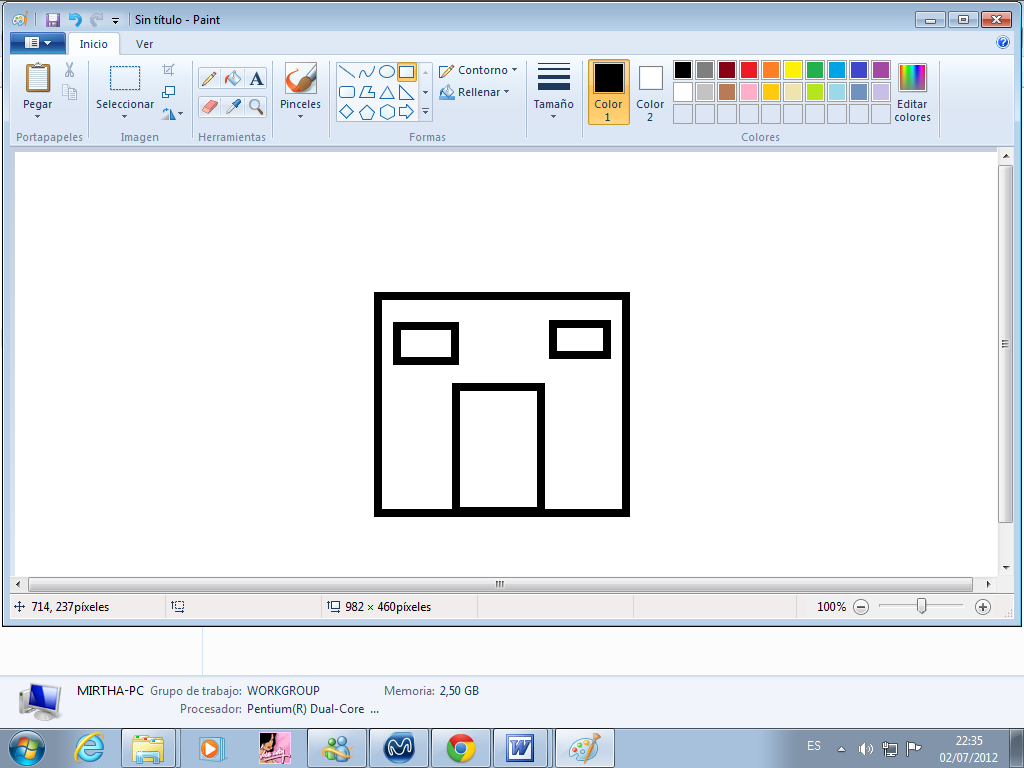 Sin título - Paint
Inicio Ver
Pegar
Seleccionar
A
Pinceles
Contorno
Rellenar
Tamaño
Color 1
Color 2
Editar colores
Portapapeles Imagen Herramientas Formas Colores
714, 237píxeles 982 × 460píxeles 100%
MIRTHA-PC Grupo de trabajo: WORKGROUP Memoria: 2,50 GB
Procesador: Pentium(R) Dual-Core ...
W ES 22:35
02/07/2012